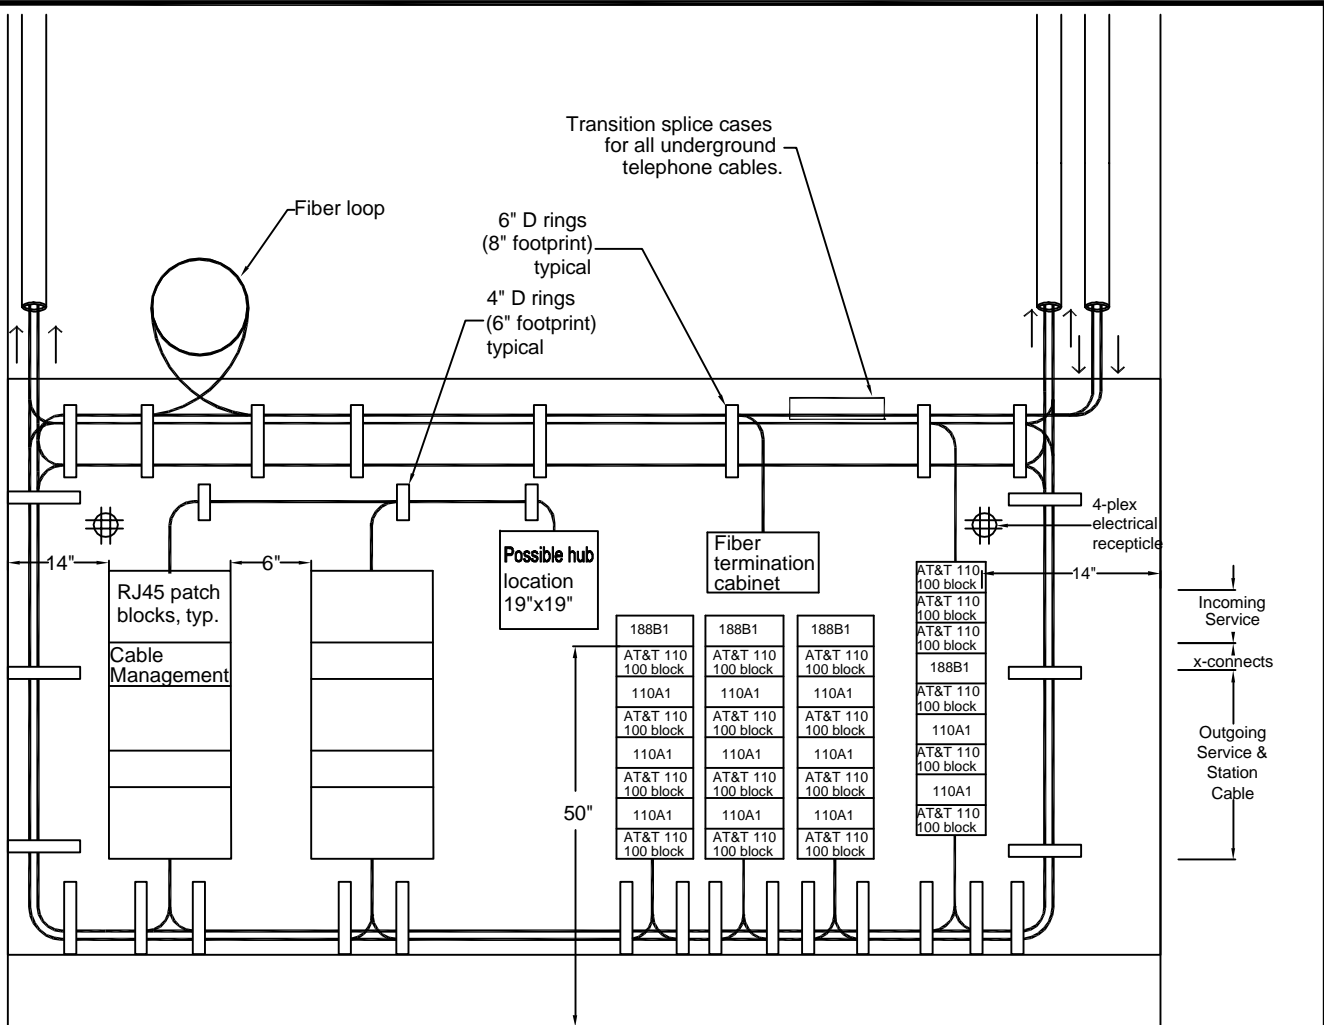 Transition splice cases
for all underground
telephone cables.
Fiber loop
6" D rings
(8" footprint)
typical
4" D rings
(6" footprint)
typical
4-plex
electrical
recepticle
14"
6"
14"
RJ45 patch
blocks, typ.
Cable
Management
Possible hub
location
19"x19"
Fiber
termination
cabinet
50"
188B1
AT&T 110
100 block
110A1
AT&T 110
100 block
110A1
AT&T 110
100 block
110A1
AT&T 110
100 block
188B1
AT&T 110
100 block
110A1
AT&T 110
100 block
110A1
AT&T 110
100 block
110A1
AT&T 110
100 block
188B1
AT&T 110
100 block
110A1
AT&T 110
100 block
110A1
AT&T 110
100 block
110A1
AT&T 110
100 block
AT&T 110
100 block
AT&T 110
100 block
AT&T 110
100 block
188B1
AT&T 110
100 block
110A1
AT&T 110
100 block
110A1
AT&T 110
100 block
Incoming
Service
x-connects
Outgoing
Service &
Station
Cable